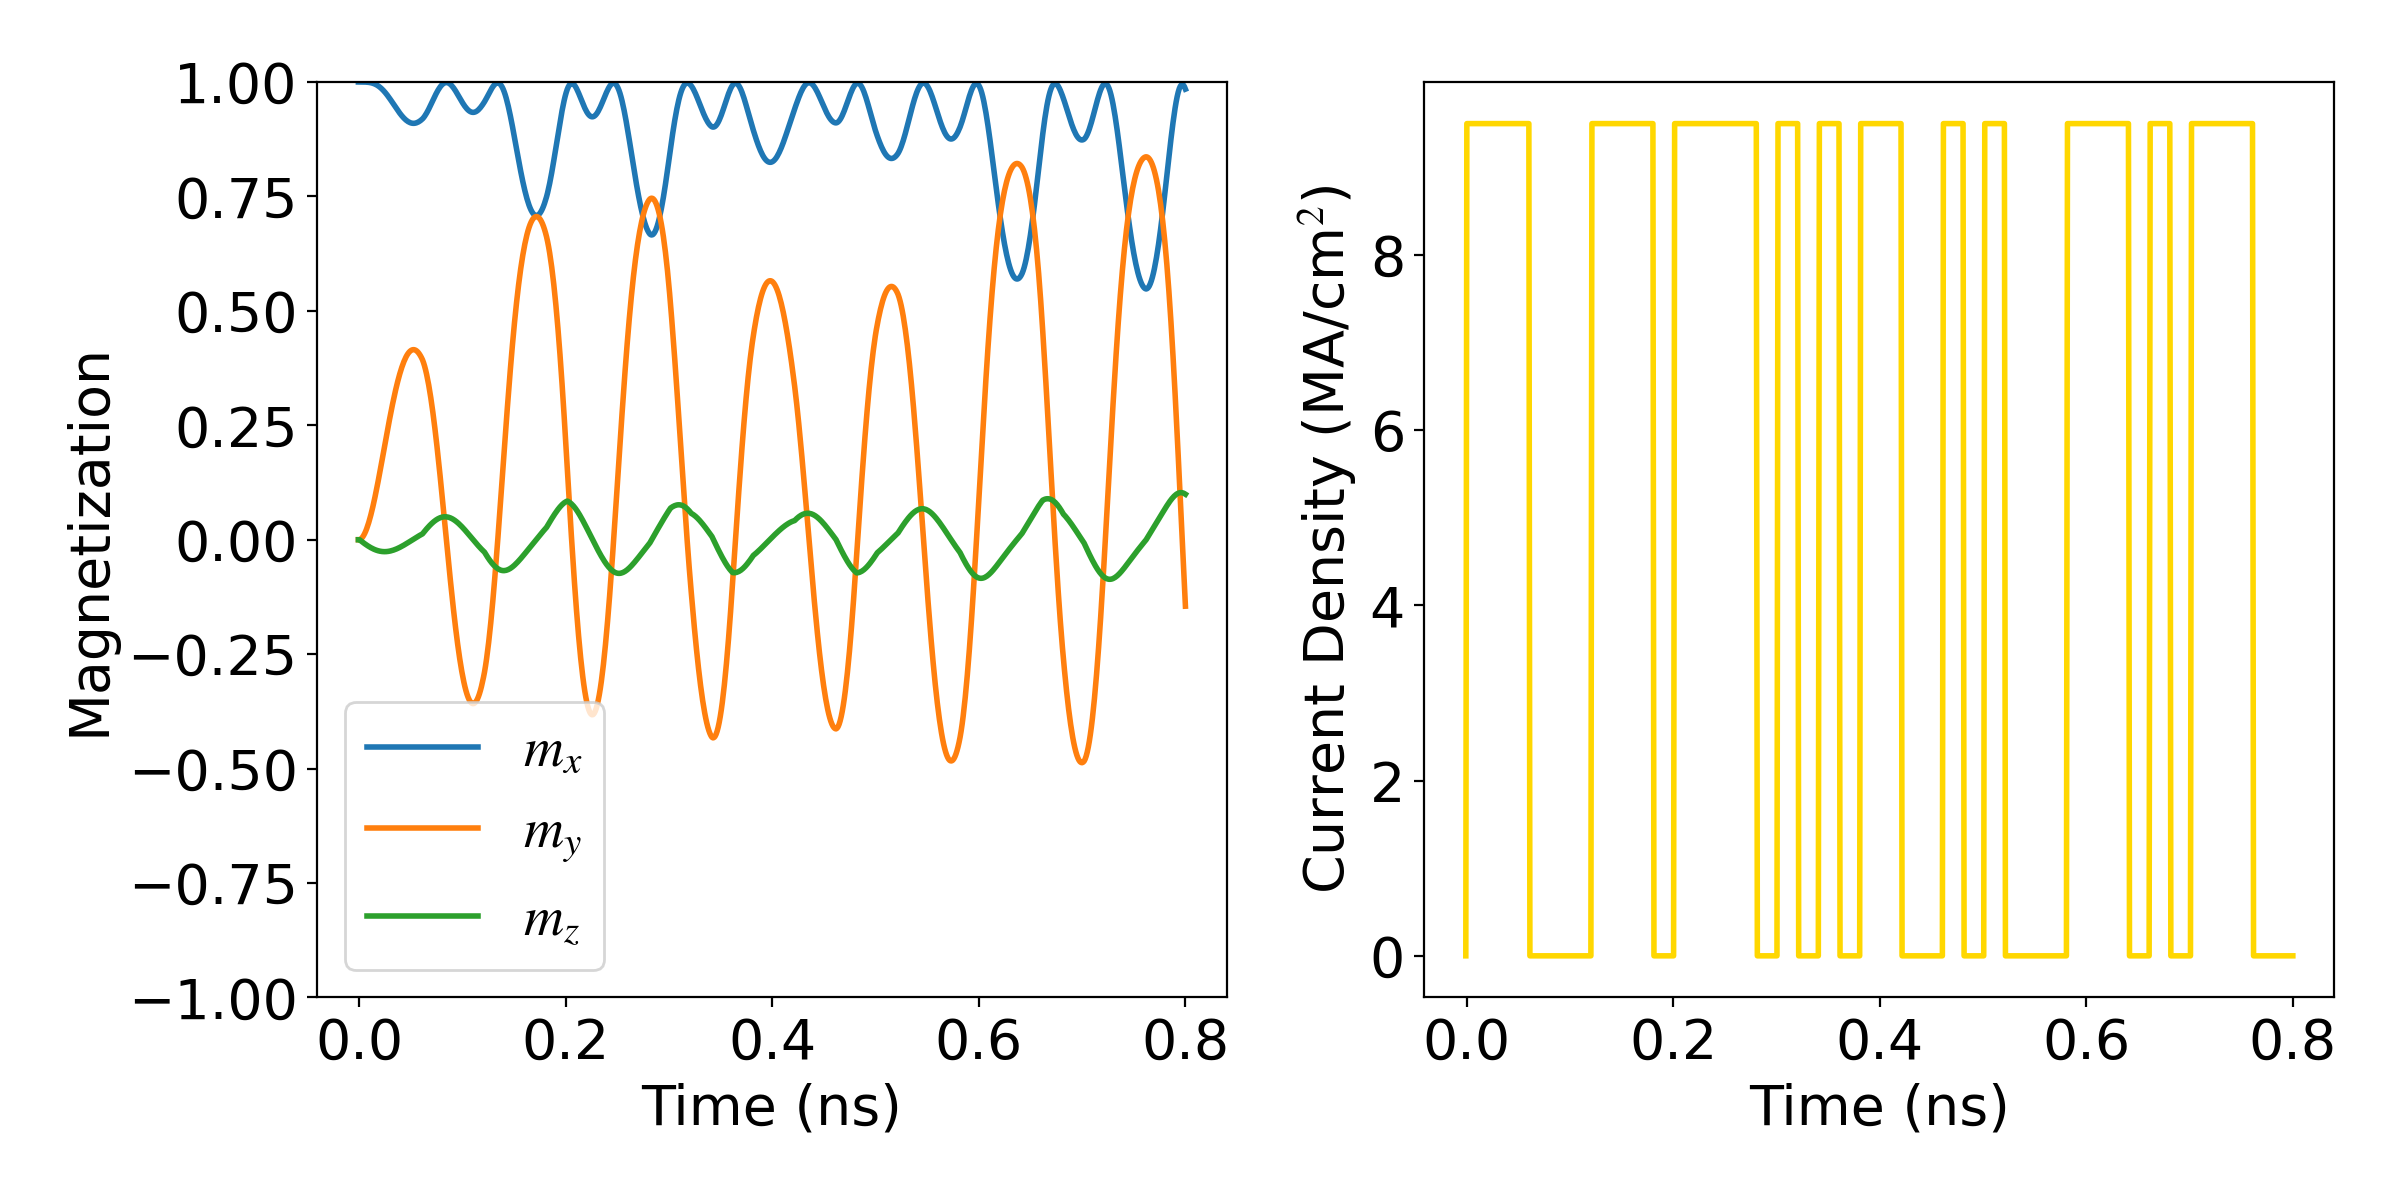 Magnetization
1.00
0.75
0.50
0.25
0.00
−0.25
−0.50
−0.75
−1.00
m_x
m_y
m_z
0.0 0.2 0.4 0.6 0.8
Time (ns)
Current Density (MA/cm²)
8
6
4
2
0
0.0 0.2 0.4 0.6 0.8
Time (ns)